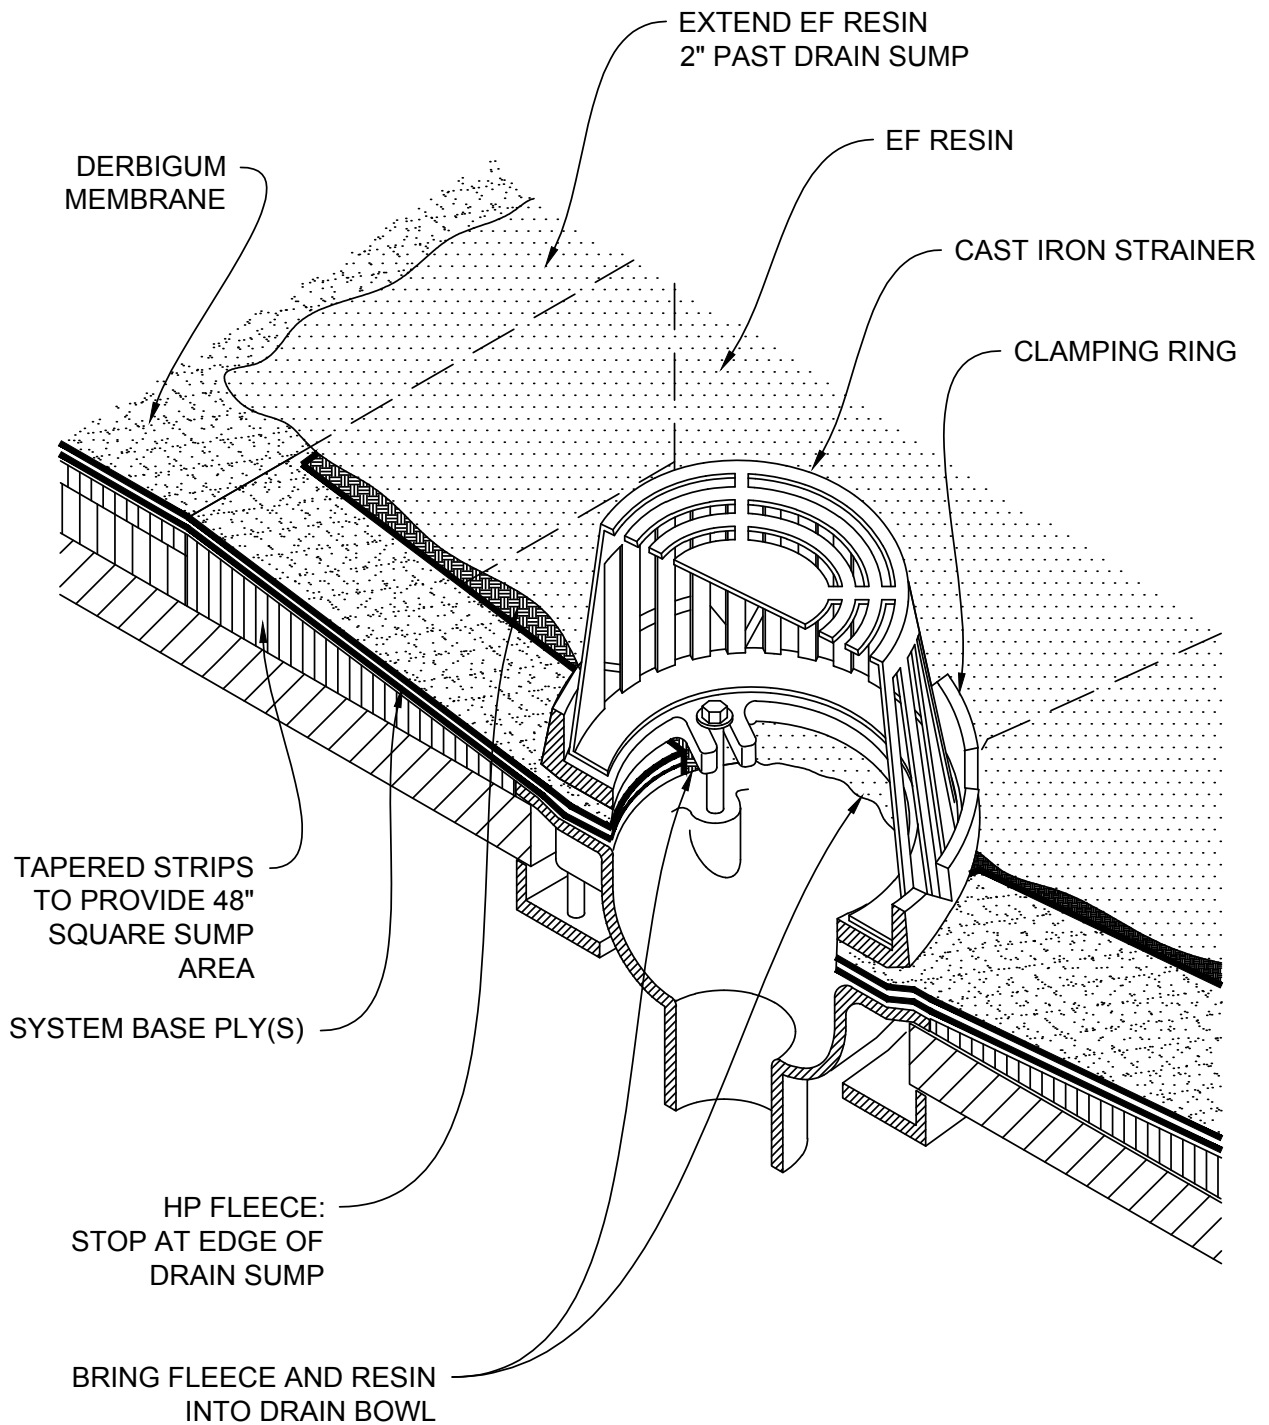 EXTEND EF RESIN
2" PAST DRAIN SUMP
EF RESIN
DERBIGUM
MEMBRANE
CAST IRON STRAINER
CLAMPING RING
TAPERED STRIPS
TO PROVIDE 48"
SQUARE SUMP
AREA
SYSTEM BASE PLY(S)
HP FLEECE:
STOP AT EDGE OF
DRAIN SUMP
BRING FLEECE AND RESIN
INTO DRAIN BOWL